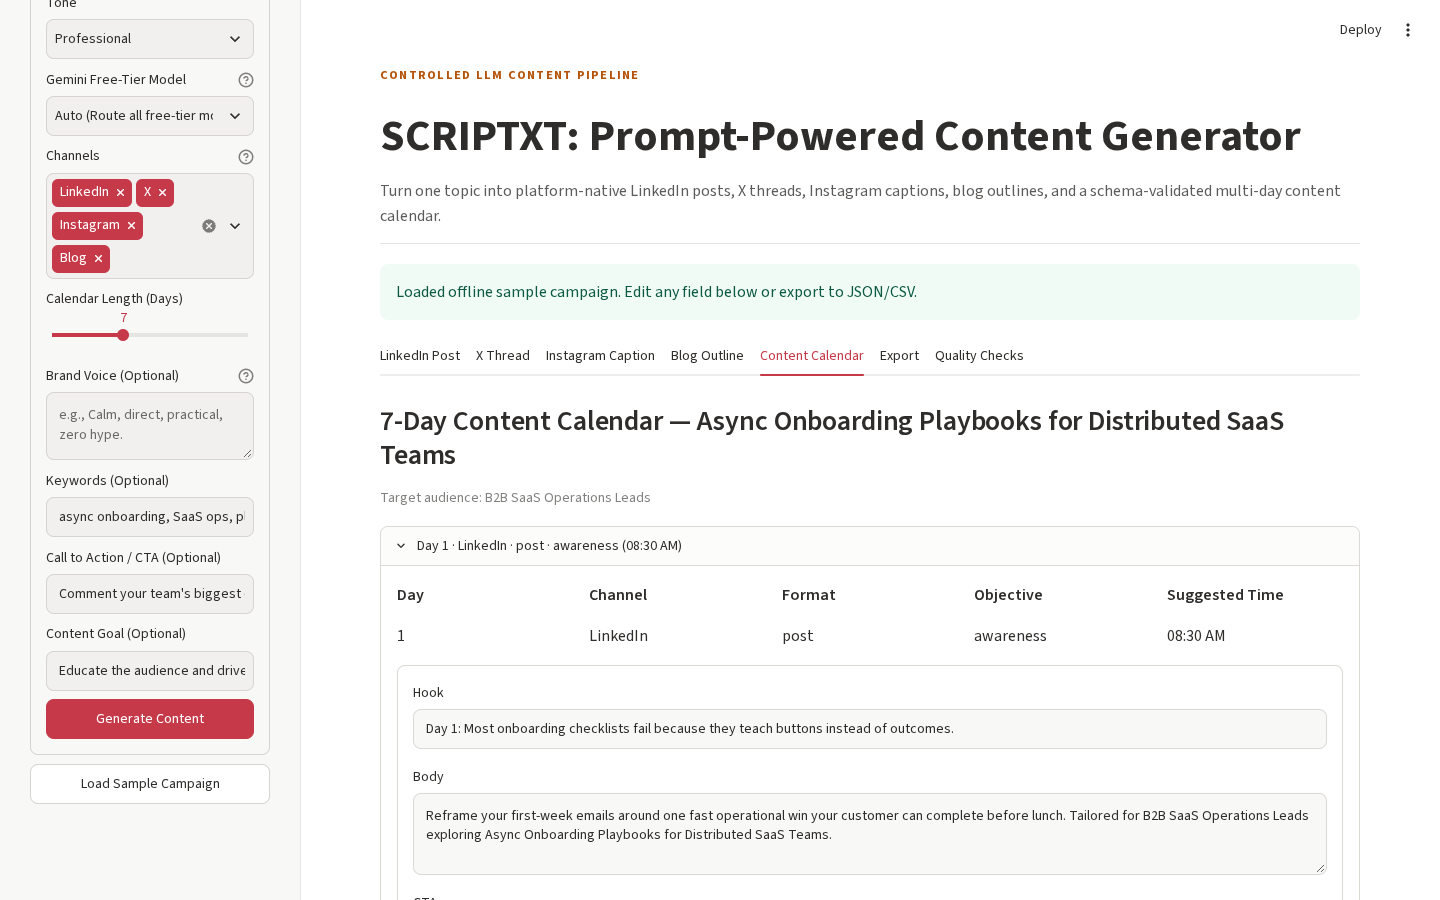 Tone
Professional
Gemini Free-Tier Model
Auto (Route all free-tier mo
Channels
LinkedIn
X
Instagram
Blog
Calendar Length (Days)
7
Brand Voice (Optional)
e.g., Calm, direct, practical,
zero hype.
Keywords (Optional)
async onboarding, SaaS ops, pl
Call to Action / CTA (Optional)
Comment your team's biggest
Content Goal (Optional)
Educate the audience and drive
Generate Content
Load Sample Campaign
Deploy
CONTROLLED LLM CONTENT PIPELINE
SCRIPTXT: Prompt-Powered Content Generator
Turn one topic into platform-native LinkedIn posts, X threads, Instagram captions, blog outlines, and a schema-validated multi-day content
calendar.
Loaded offline sample campaign. Edit any field below or export to JSON/CSV.
LinkedIn Post X Thread Instagram Caption Blog Outline Content Calendar Export Quality Checks
7-Day Content Calendar — Async Onboarding Playbooks for Distributed SaaS
Teams
Target audience: B2B SaaS Operations Leads
Day 1 · LinkedIn · post · awareness (08:30 AM)
Day Channel Format Objective Suggested Time
1 LinkedIn post awareness 08:30 AM
Hook
Day 1: Most onboarding checklists fail because they teach buttons instead of outcomes.
Body
Reframe your first-week emails around one fast operational win your customer can complete before lunch. Tailored for B2B SaaS Operations Leads
exploring Async Onboarding Playbooks for Distributed SaaS Teams.
CTA